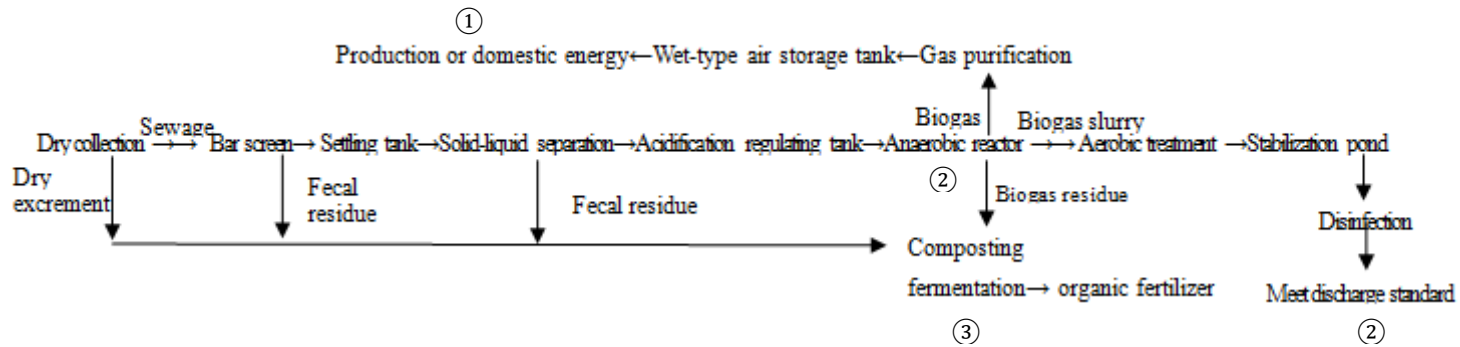 ①
Production or domestic energy←Wet-type air storage tank←Gas purification
Biogas
Biogas slurry
Sewage
Dry collection →→ Bar screen→ Settling tank→Solid-liquid separation→Acidification regulating tank→Anaerobic reactor →→ Aerobic treatment →Stabilization pond
②
Dry
excrement
Fecal
residue
Fecal residue
Biogas residue
Disinfection
Composting
fermentation→ organic fertilizer
Meet discharge standard
③
②